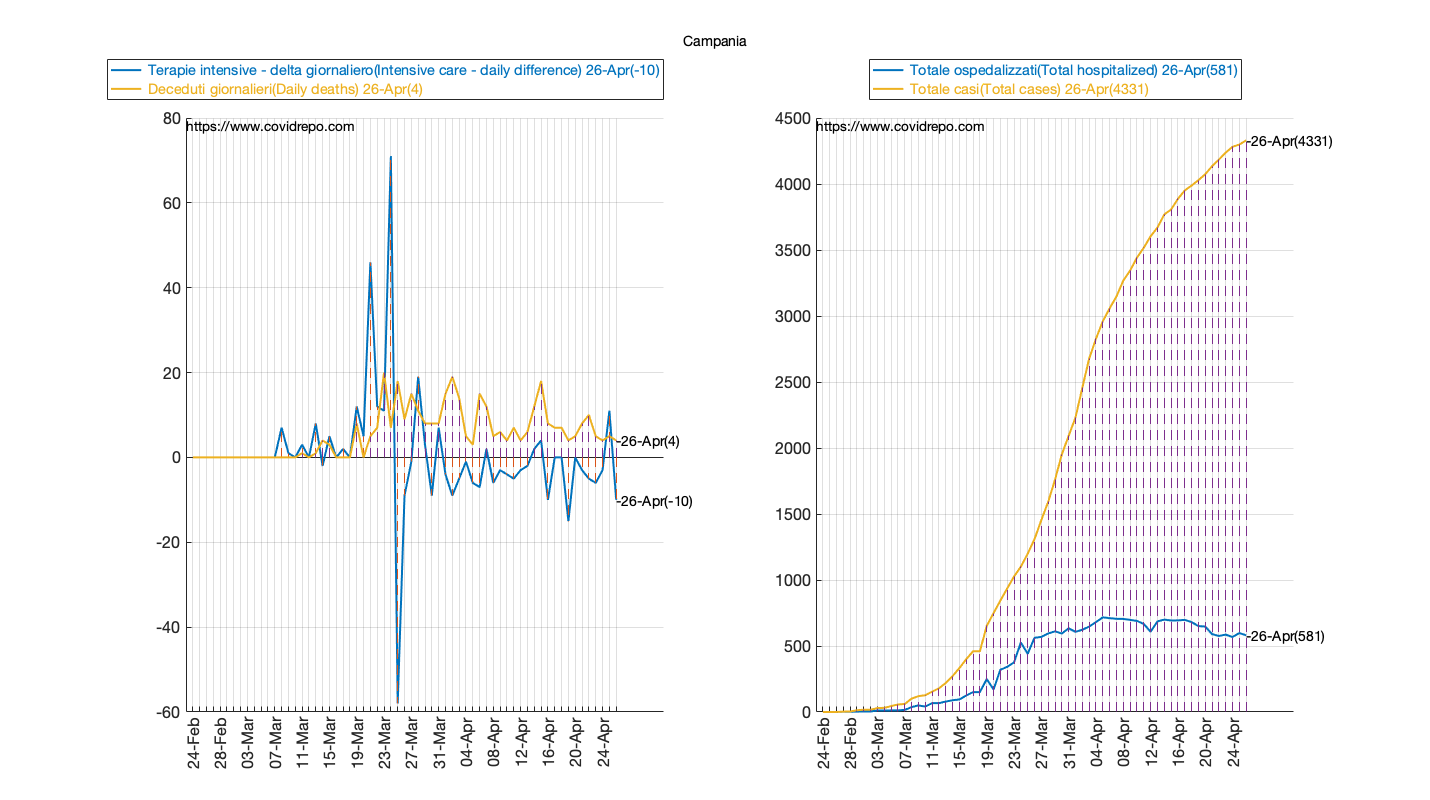 Campania
Terapie intensive - delta giornaliero(Intensive care - daily difference) 26-Apr(-10)
Deceduti giornalieri(Daily deaths) 26-Apr(4)
https://www.covidrepo.com
80
60
40
20
0
-20
-40
-60
-26-Apr(4)
-26-Apr(-10)
24-Feb
28-Feb
03-Mar
07-Mar
11-Mar
15-Mar
19-Mar
23-Mar
27-Mar
31-Mar
04-Apr
08-Apr
12-Apr
16-Apr
20-Apr
24-Apr
Totale ospedalizzati(Total hospitalized) 26-Apr(581)
Totale casi(Total cases) 26-Apr(4331)
https://www.covidrepo.com
4500
4000
3500
3000
2500
2000
1500
1000
500
0
-26-Apr(4331)
-26-Apr(581)
24-Feb
28-Feb
03-Mar
07-Mar
11-Mar
15-Mar
19-Mar
23-Mar
27-Mar
31-Mar
04-Apr
08-Apr
12-Apr
16-Apr
20-Apr
24-Apr